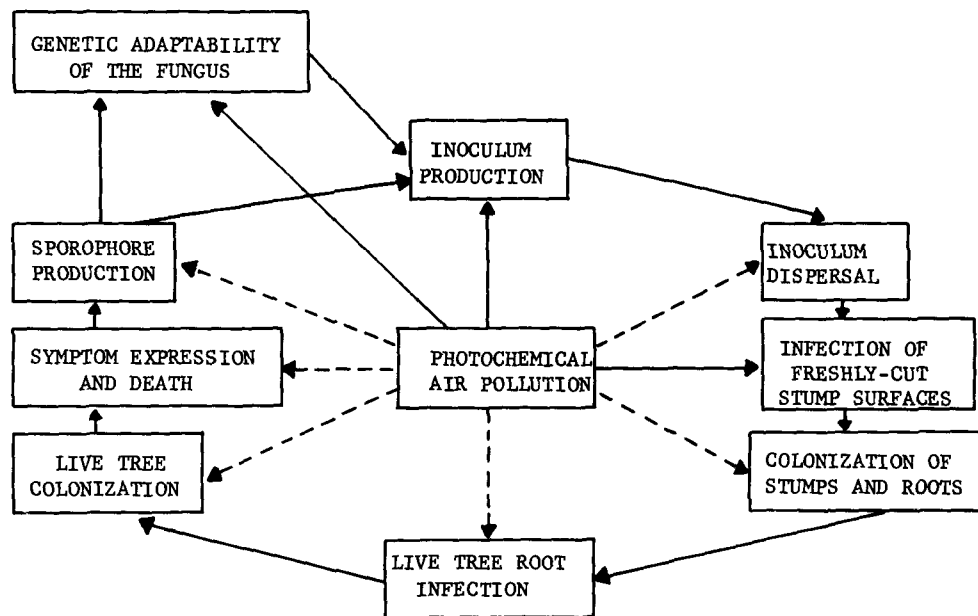 GENETIC ADAPTABILITY
OF THE FUNGUS
INOCULUM
PRODUCTION
SPOROPHORE
PRODUCTION
INOCULUM
DISPERSAL
SYMPTOM EXPRESSION
AND DEATH
PHOTOCHEMICAL
AIR POLLUTION
INFECTION OF
FRESHLY-CUT
STUMP SURFACES
LIVE TREE
COLONIZATION
COLONIZATION OF
STUMPS AND ROOTS
LIVE TREE ROOT
INFECTION